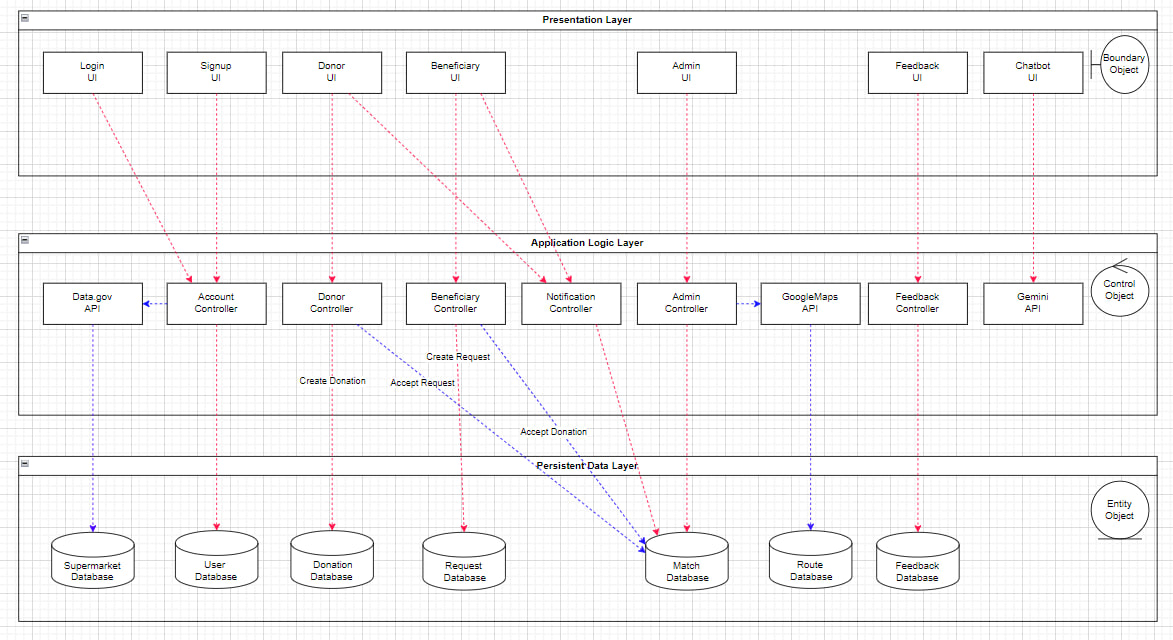 Presentation Layer
Login
UI
Signup
UI
Donor
UI
Beneficiary
UI
Admin
UI
Feedback
UI
Chatbot
UI
Boundary
Object
Application Logic Layer
Data.gov
API
Account
Controller
Donor
Controller
Beneficiary
Controller
Notification
Controller
Admin
Controller
GoogleMaps
API
Feedback
Controller
Gemini
API
Control
Object
Create Request
Create Donation
Accept Request
Accept Donation
Persistent Data Layer
Supermarket
Database
User
Database
Donation
Database
Request
Database
Match
Database
Route
Database
Feedback
Database
Entity
Object